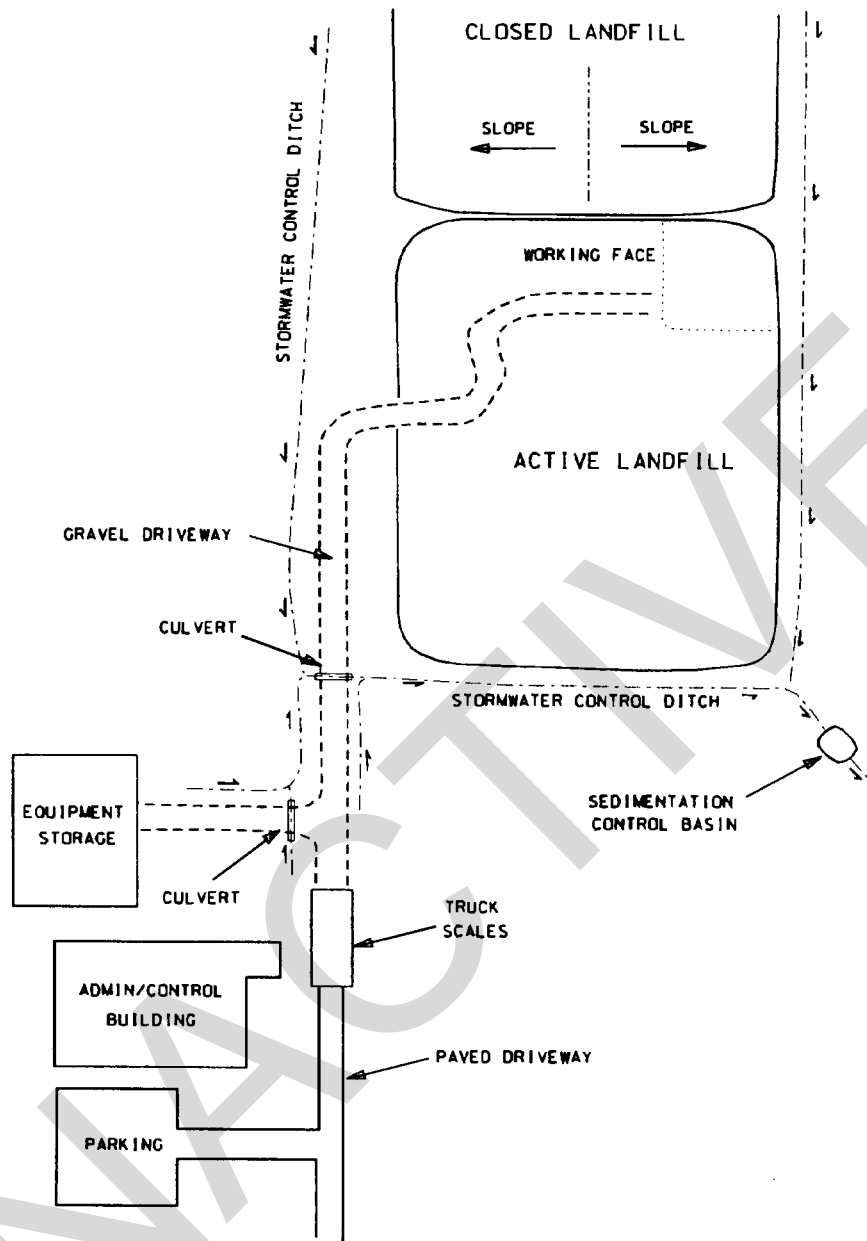 CLOSED LANDFILL
SLOPE
SLOPE
STORMWATER CONTROL DITCH
WORKING FACE
ACTIVE LANDFILL
GRAVEL DRIVEWAY
CULVERT
STORMWATER CONTROL DITCH
EQUIPMENT
STORAGE
SEDIMENTATION
CONTROL BASIN
CULVERT
TRUCK
SCALES
ADMIN/CONTROL
BUILDING
PAVED DRIVEWAY
PARKING
NACTIVE